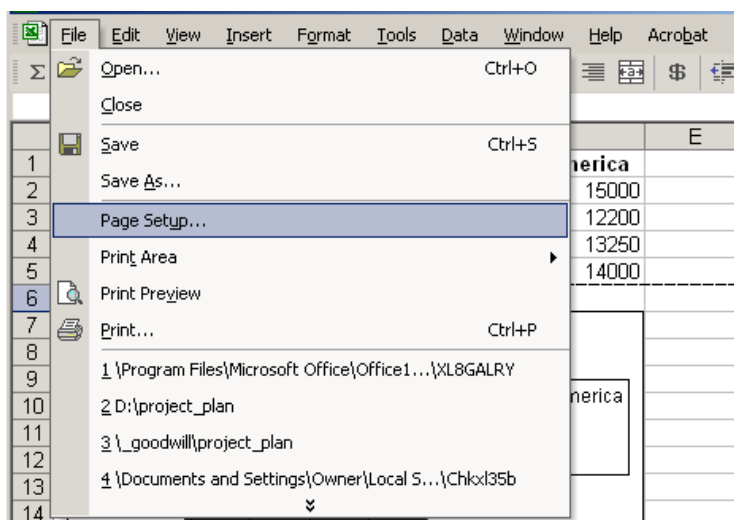 File Edit View Insert Format Tools Data Window Help Acrobat
Σ Open... Ctrl+O $
Close
E
Save Ctrl+S
1 merica
Save As...
2 15000
3 Page Setup... 12200
4 13250
Print Area
5 14000
6 Print Preview
7 Print... Ctrl+P
8
1 \Program Files\Microsoft Office\Office1...\XL8GALRY
9
10 2 D:\project_plan merica
11
3 \_goodwill\project_plan
12
13 4 \Documents and Settings\Owner\Local S...\Chkxl35b
14